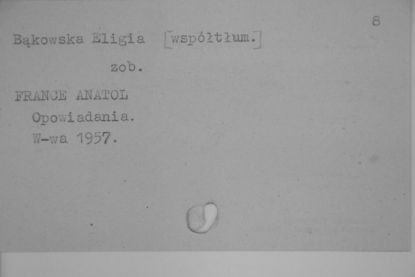 8
Bąkowska Eligia [współtłum.]
zob.
FRANCE ANATOL
Opowiadania.
W-wa 1957.